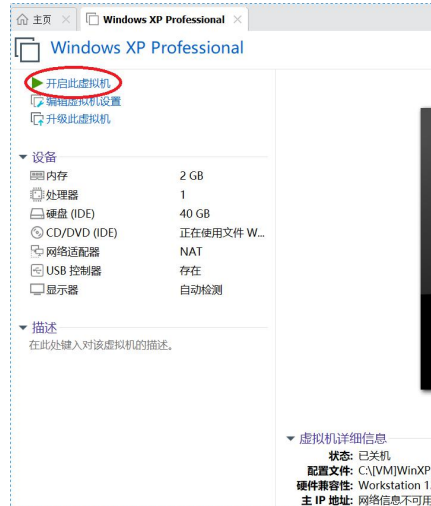 主页
Windows XP Professional
Windows XP Professional
开启此虚拟机
编辑虚拟机设置
升级此虚拟机
设备
内存 2 GB
处理器 1
硬盘 (IDE) 40 GB
CD/DVD (IDE) 正在使用文件 W...
网络适配器 NAT
USB 控制器 存在
显示器 自动检测
描述
在此处键入对该虚拟机的描述。
虚拟机详细信息
状态: 已关机
配置文件: C:\[VM]WinXP
硬件兼容性: Workstation 1
主 IP 地址: 网络信息不可用